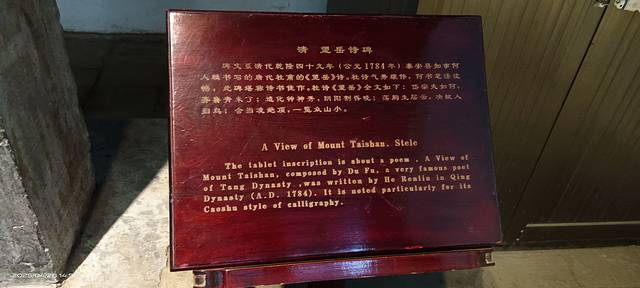 清 望岳诗碑
碑文系清代乾隆四十九年（公元1784年）泰安县知市何
人麟书写的唐代杜甫的《望岳》诗。杜诗气势雄伟，何书笔法流
畅，此碑堪称诗书佳作。杜诗《望岳》全文如下：岱宗夫如何，
齐鲁青未了；造化钟神秀，阴阳割昏晓；荡胸生层云，决眦入
归鸟；会当凌绝顶，一览众山小。
A View of Mount Taishan. Stele
The tablet inscription is about a poem , A View of
Mount Taishan, composed by Du Fu, a very famous poet
of Tang Dynasty ,was written by He Renlin in Qing
Dynasty (A.D. 1784). It is noted particularly for its
Caoshu style of calligraphy.